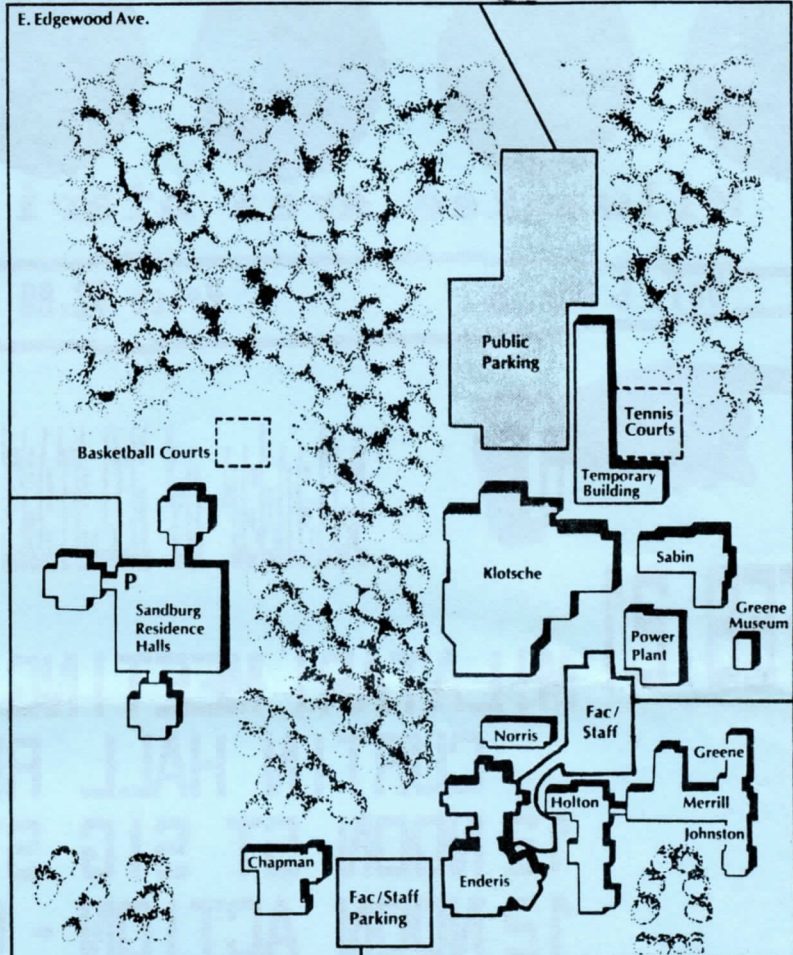 E. Edgewood Ave.
Public
Parking
Tennis
Courts
Basketball Courts
Temporary
Building
Klotsche
Sabin
P
Sandburg
Residence
Halls
Greene
Museum
Power
Plant
Fac/
Staff
Norris
Greene
Holton
Merrill
Johnston
Chapman
Enderis
Fac/Staff
Parking